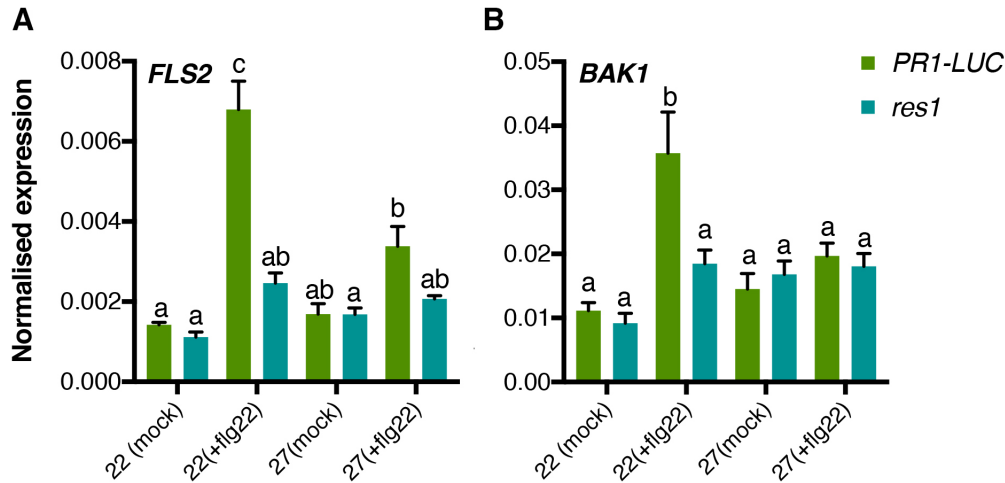 A
B
FLS2
BAK1
PR1-LUC
res1
Normalised expression
0.008
0.006
0.004
0.002
0.000
c
b
a
a
ab
ab
a
ab
22 (mock)
22(+flg22)
27(mock)
27(+flg22)
0.05
0.04
0.03
0.02
0.01
0.00
b
a
a
a
a
a
a
a
22 (mock)
22(+flg22)
27(mock)
27(+flg22)